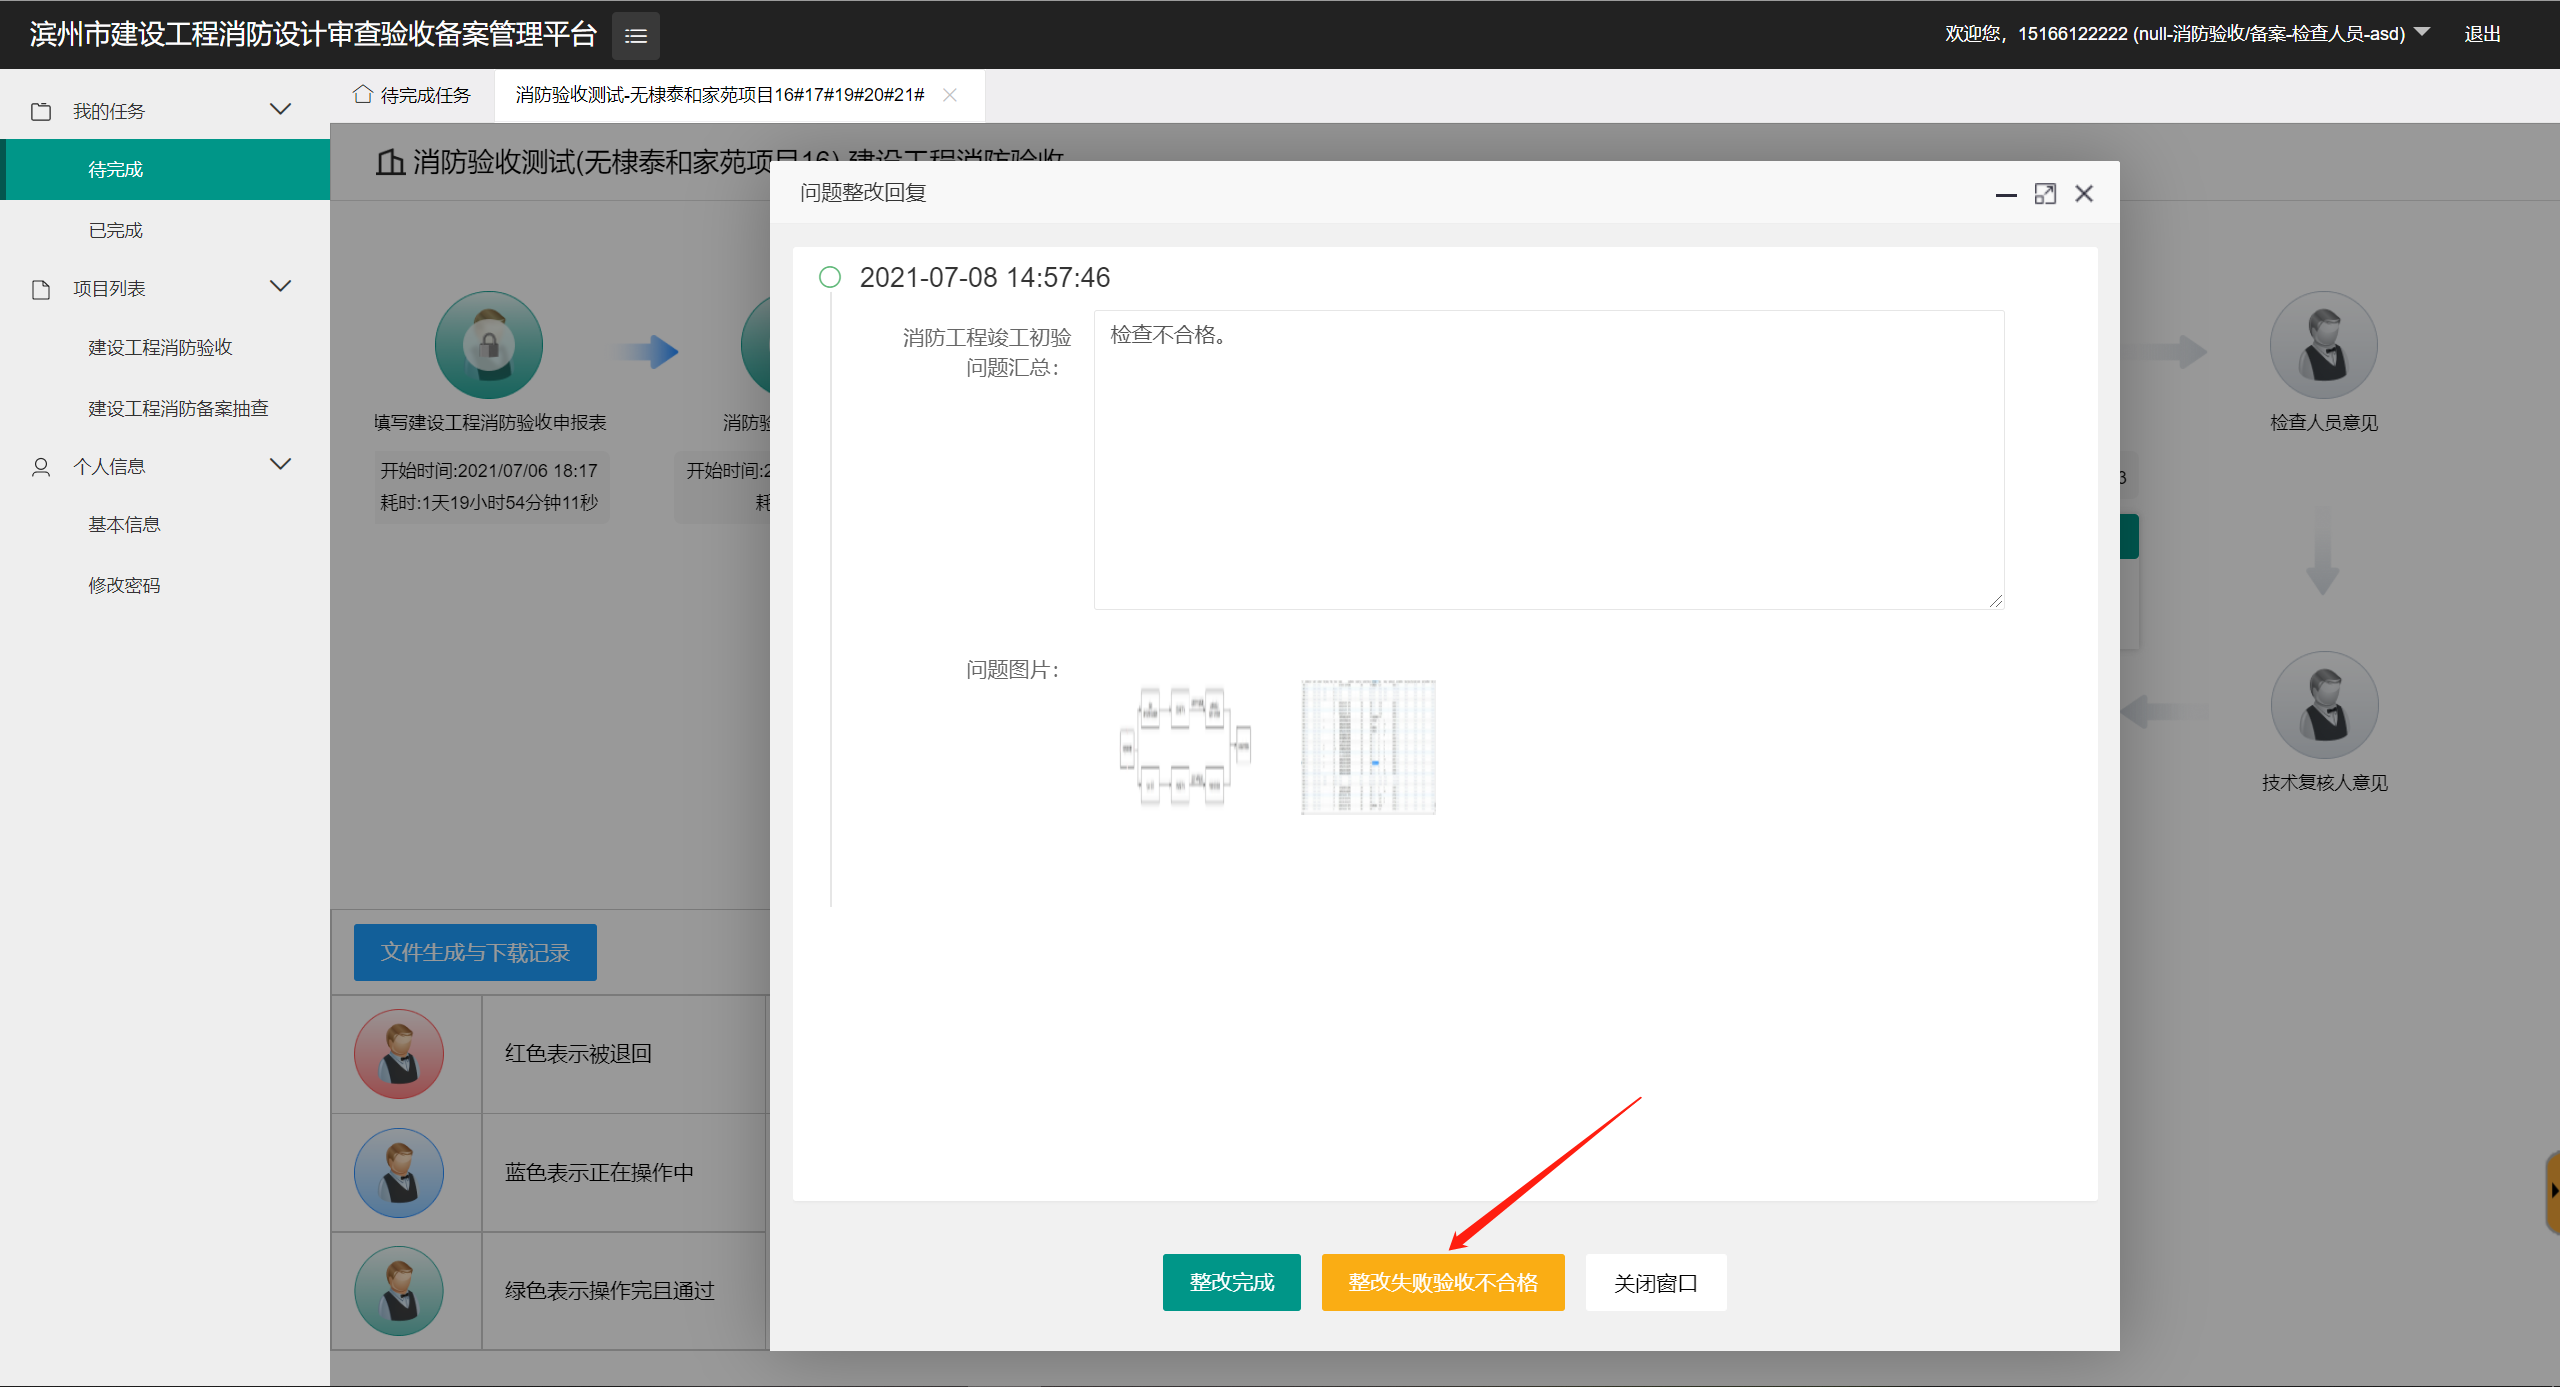 滨州市建设工程消防设计审查验收备案管理平台
欢迎您，15166122222 (null-消防验收/备案-检查人员-asd)
退出
我的任务
待完成
已完成
项目列表
建设工程消防验收
建设工程消防备案抽查
个人信息
基本信息
修改密码
待完成任务
消防验收测试-无棣泰和家苑项目16#17#19#20#21#
消防验收测试(无棣泰和家苑项目16) 建设工程消防验收
填写建设工程消防验收申报表
开始时间:2021/07/06 18:17
耗时:1天19小时54分钟11秒
消防验
开始时间:2
耗
问题整改回复
2021-07-08 14:57:46
消防工程竣工初验
问题汇总：
检查不合格。
问题图片：
检查人员意见
3
技术复核人意见
文件生成与下载记录
红色表示被退回
蓝色表示正在操作中
绿色表示操作完且通过
整改完成
整改失败验收不合格
关闭窗口